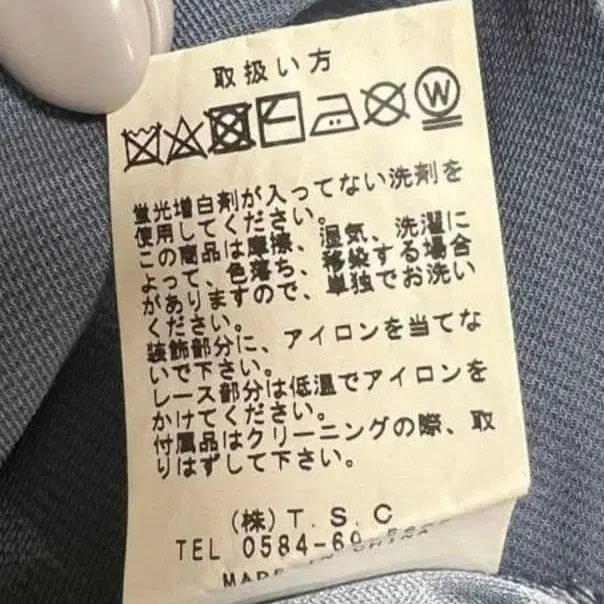 取扱い方
W
蛍光増白剤が入ってない洗剤を
使用してください。
この商品は摩擦、湿気、洗濯に
よって、色落ち、移染する場合
がありますので、単独でお洗い
ください。
装飾部分に、アイロンを当てな
いで下さい。
レース部分は低温でアイロンを
かけてください。
付属品はクリーニングの際、取
りはずして下さい。
(株)T.S.C
TEL 0584-60
MADE IN CHINA